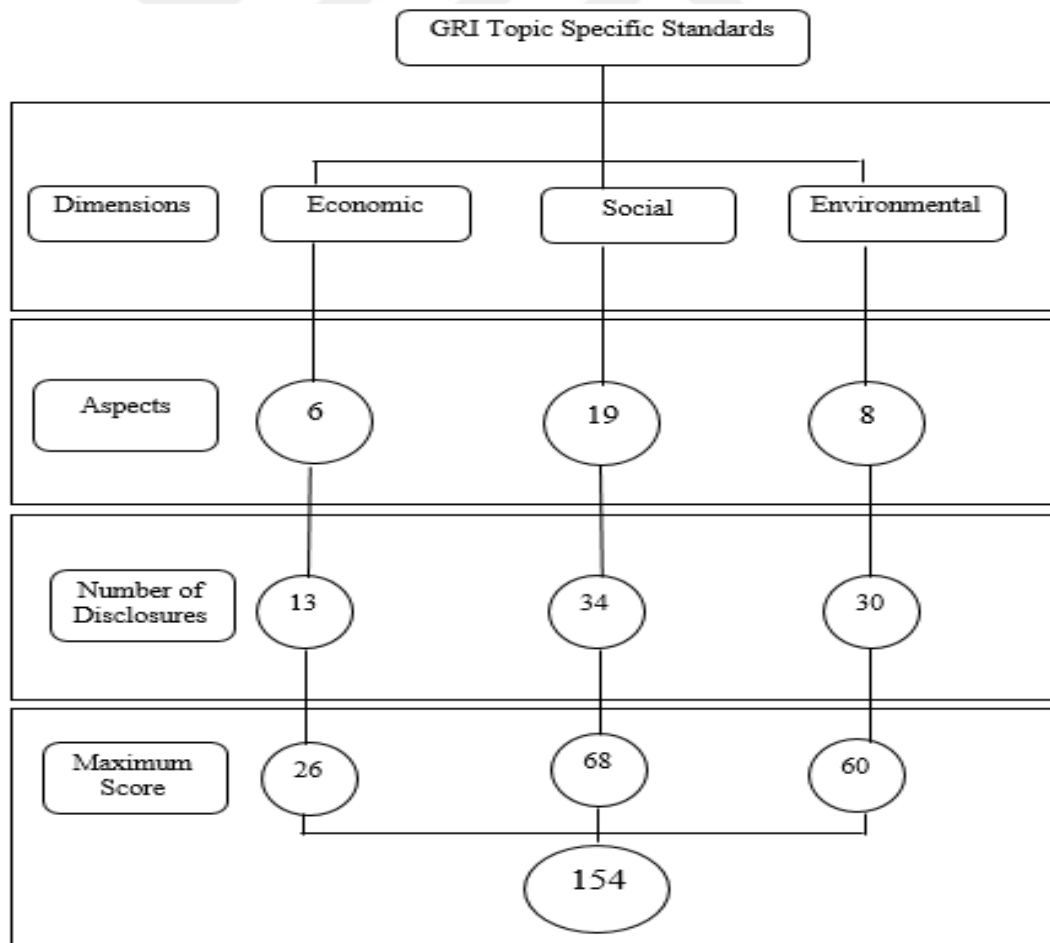 GRI Topic Specific Standards
Dimensions
Economic
Social
Environmental
Aspects
6
19
8
Number of
Disclosures
13
34
30
Maximum
Score
26
68
60
154